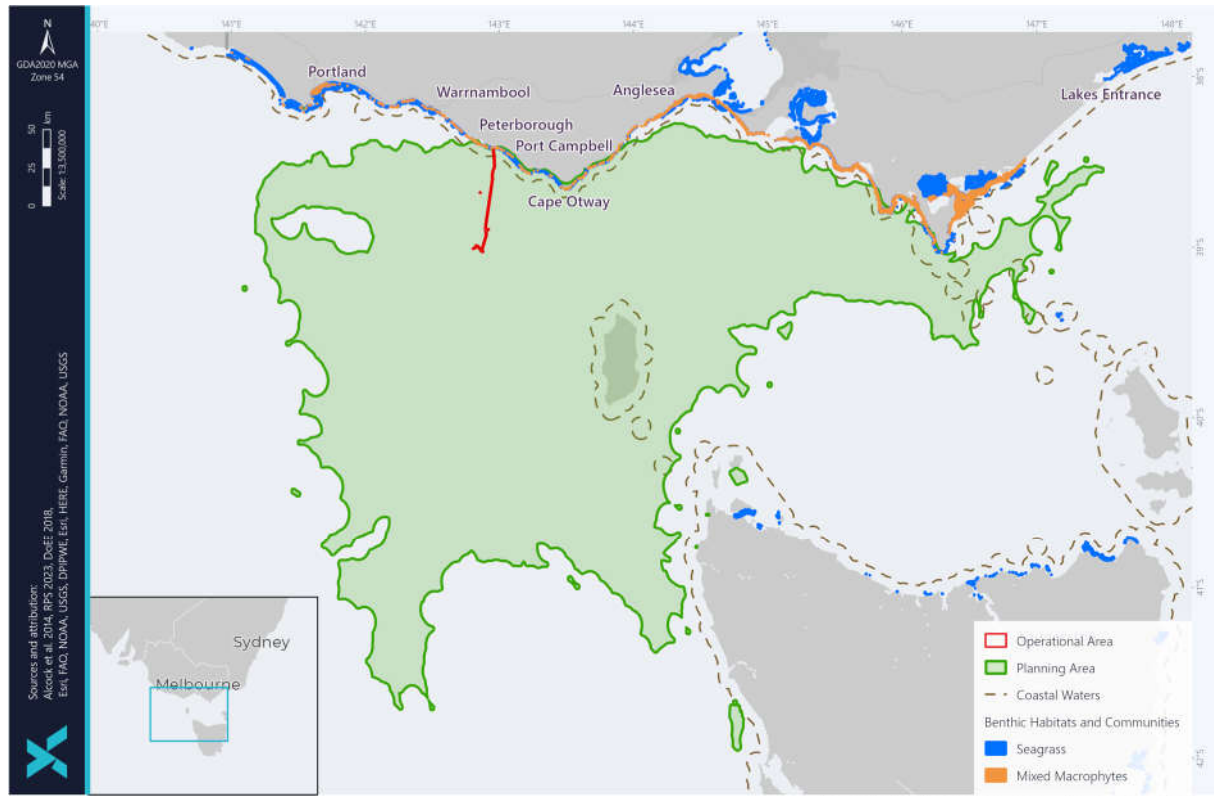 N
GDA2020 MGA
Zone 54
0 25 50
km
Scale: 1:3,500,000
Sources and attribution:
Alcock et al. 2014, RPS 2023, DoEE 2018,
Esri, FAO, NOAA, USGS, DPIPWE, Esri, HERE, Garmin, FAO, NOAA, USGS
140°E
141°E
142°E
143°E
144°E
145°E
146°E
147°E
148°E
38°S
39°S
40°S
41°S
42°S
Portland
Warrnambool
Peterborough
Port Campbell
Cape Otway
Anglesea
Lakes Entrance
Sydney
Melbourne
Operational Area
Planning Area
Coastal Waters
Benthic Habitats and Communities
Seagrass
Mixed Macrophytes